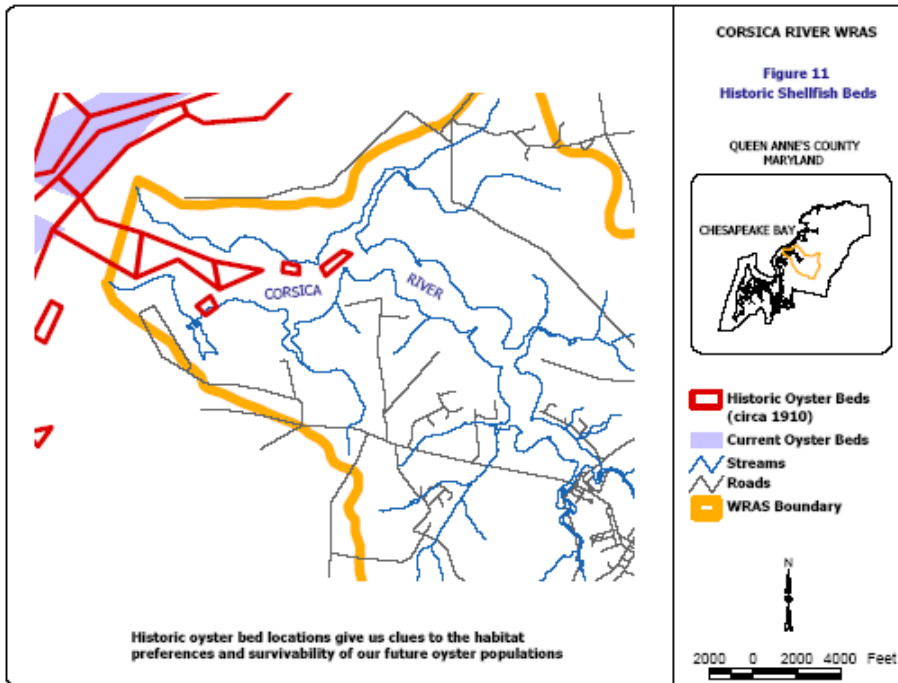 CORSICA RIVER WRAS
Figure 11
Historic Shellfish Beds
QUEEN ANNE'S COUNTY
MARYLAND
CHESAPEAKE BAY
CORSICA
RIVER
Historic Oyster Beds
(circa 1910)
Current Oyster Beds
Streams
Roads
WRAS Boundary
N
2000 0 2000 4000 Feet
Historic oyster bed locations give us clues to the habitat
preferences and survivability of our future oyster populations